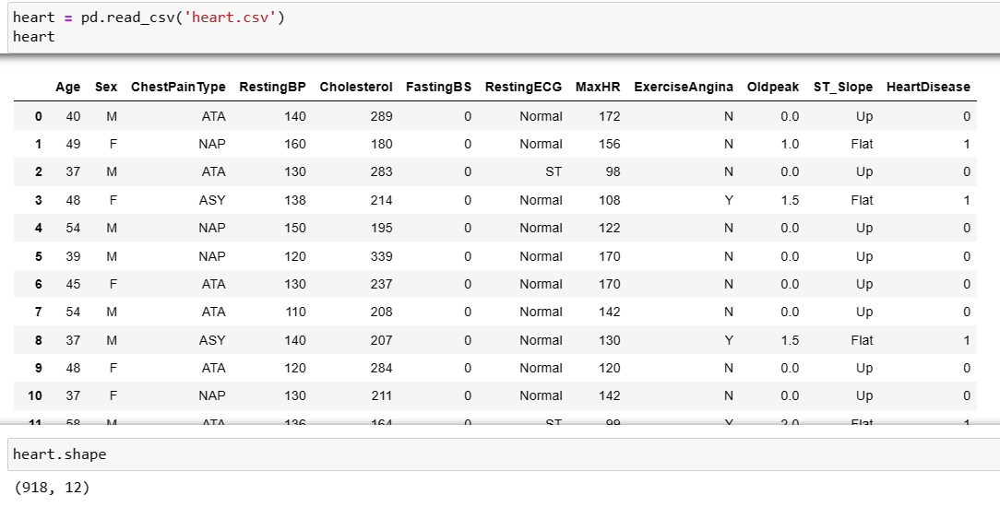 heart = pd.read_csv('heart.csv')
heart
Age Sex ChestPainType RestingBP Cholesterol FastingBS RestingECG MaxHR ExerciseAngina Oldpeak ST_Slope HeartDisease
0 40 M ATA 140 289 0 Normal 172 N 0.0 Up 0
1 49 F NAP 160 180 0 Normal 156 N 1.0 Flat 1
2 37 M ATA 130 283 0 ST 98 N 0.0 Up 0
3 48 F ASY 138 214 0 Normal 108 Y 1.5 Flat 1
4 54 M NAP 150 195 0 Normal 122 N 0.0 Up 0
5 39 M NAP 120 339 0 Normal 170 N 0.0 Up 0
6 45 F ATA 130 237 0 Normal 170 N 0.0 Up 0
7 54 M ATA 110 208 0 Normal 142 N 0.0 Up 0
8 37 M ASY 140 207 0 Normal 130 Y 1.5 Flat 1
9 48 F ATA 120 284 0 Normal 120 N 0.0 Up 0
10 37 F NAP 130 211 0 Normal 142 N 0.0 Up 0
11 58 M ATA 136 164 0 ST 99 Y 2.0 Flat 1
heart.shape
(918, 12)